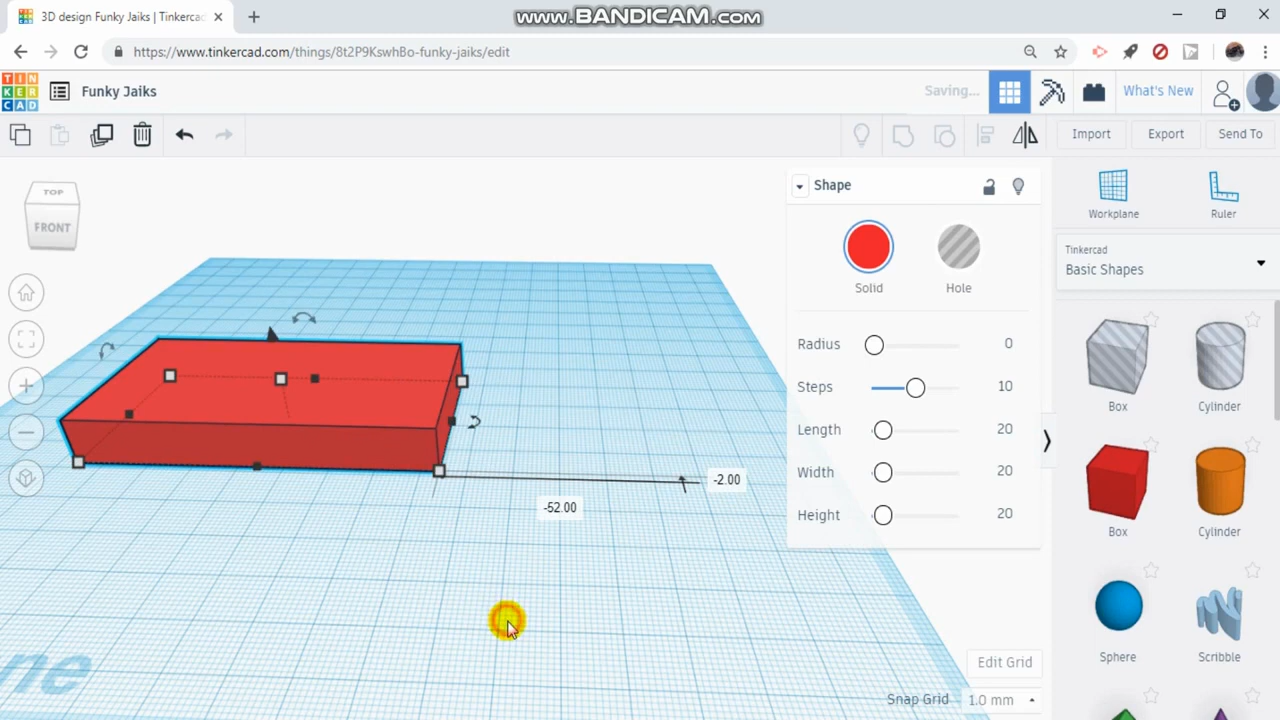 www.BANDICAM.com
3D design Funky Jaiks | Tinkercad
https://www.tinkercad.com/things/8t2P9KswhBo-funky-jaiks/edit
TIN
KER
CAD
Funky Jaiks
Saving...
What's New
Import
Export
Send To
TOP
FRONT
Shape
Solid
Hole
Radius 0
Steps 10
Length 20
Width 20
Height 20
-2.00
-52.00
Workplane
Ruler
Tinkercad
Basic Shapes
Box
Cylinder
Box
Cylinder
Sphere
Scribble
ne
Edit Grid
Snap Grid 1.0 mm